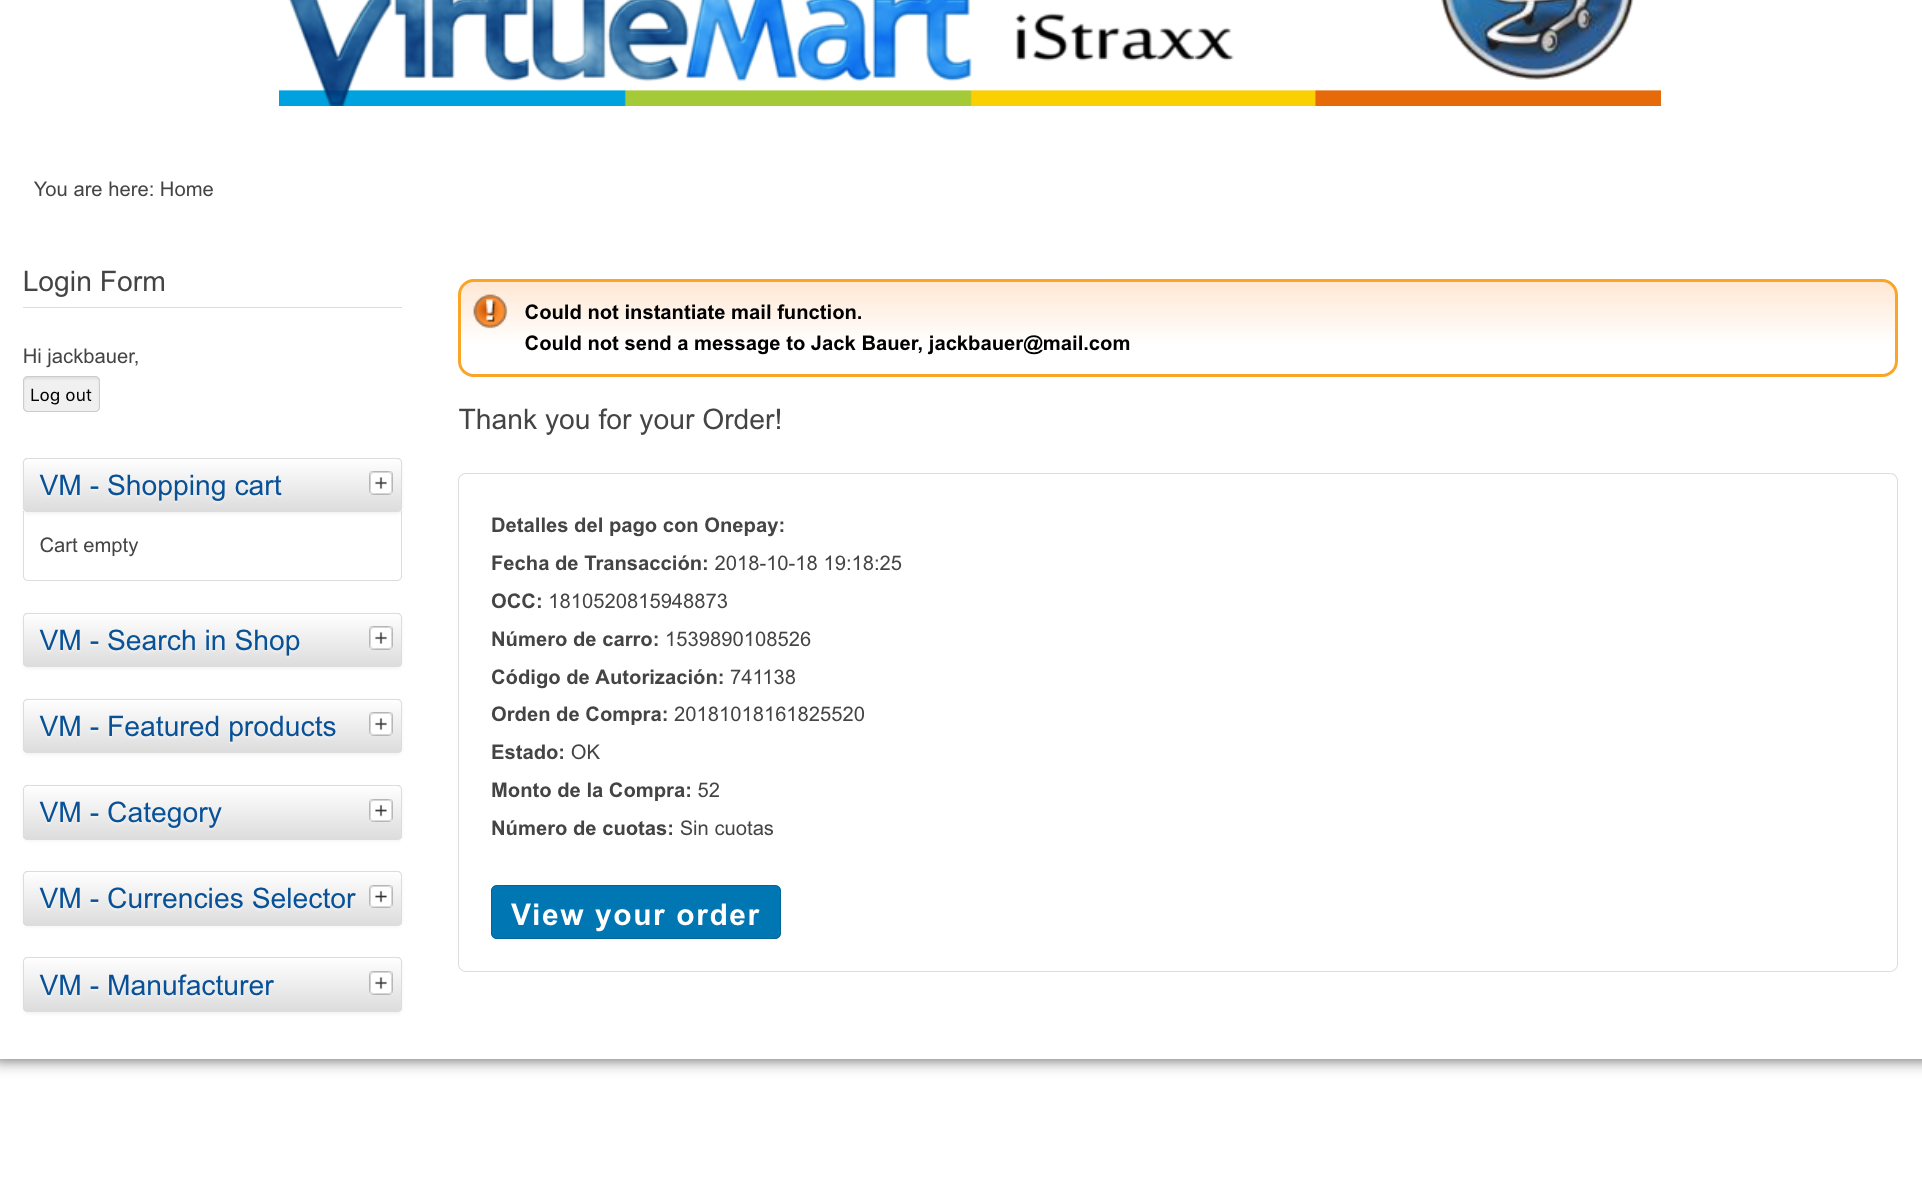 VirtueMart iStraxx
You are here: Home
Login Form
Hi jackbauer,
Log out
VM - Shopping cart
Cart empty
VM - Search in Shop
VM - Featured products
VM - Category
VM - Currencies Selector
VM - Manufacturer
Could not instantiate mail function.
Could not send a message to Jack Bauer, jackbauer@mail.com
Thank you for your Order!
Detalles del pago con Onepay:
Fecha de Transacción: 2018-10-18 19:18:25
OCC: 1810520815948873
Número de carro: 1539890108526
Código de Autorización: 741138
Orden de Compra: 20181018161825520
Estado: OK
Monto de la Compra: 52
Número de cuotas: Sin cuotas
View your order